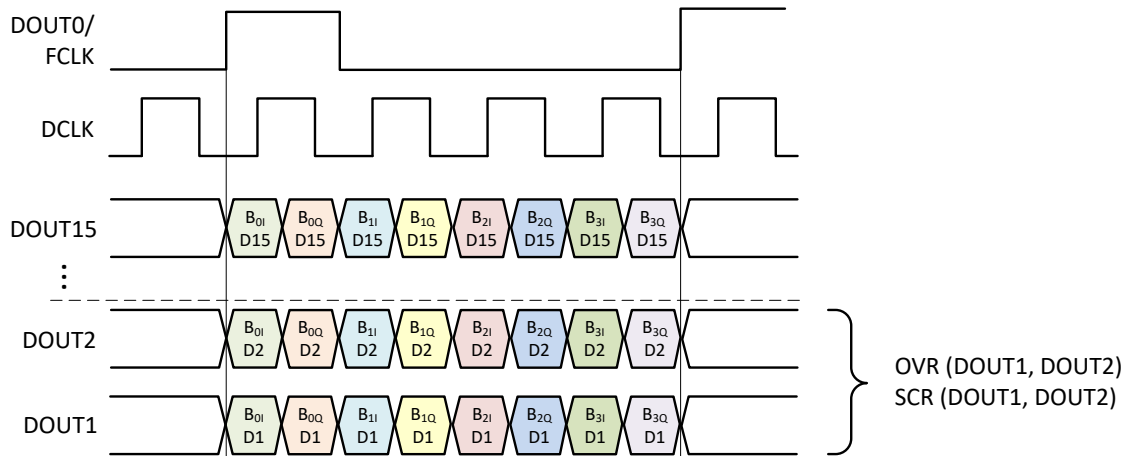 DOUT0/
FCLK
DCLK
DOUT15
B0I B0Q B1I B1Q B2I B2Q B3I B3Q
D15 D15 D15 D15 D15 D15 D15 D15
DOUT2
B0I B0Q B1I B1Q B2I B2Q B3I B3Q
D2 D2 D2 D2 D2 D2 D2 D2
OVR (DOUT1, DOUT2)
SCR (DOUT1, DOUT2)
DOUT1
B0I B0Q B1I B1Q B2I B2Q B3I B3Q
D1 D1 D1 D1 D1 D1 D1 D1